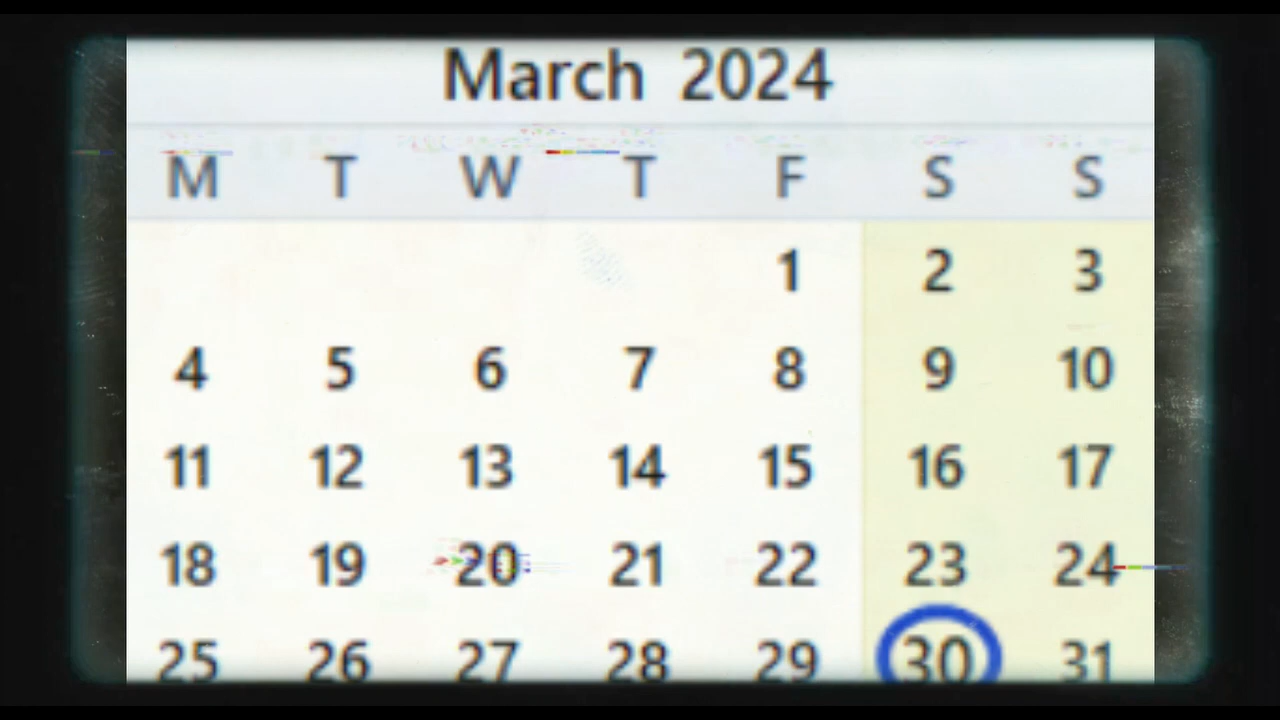 March 2024
M T W T F S S
1 2 3
4 5 6 7 8 9 10
11 12 13 14 15 16 17
18 19 20 21 22 23 24
25 26 27 28 29 30 31